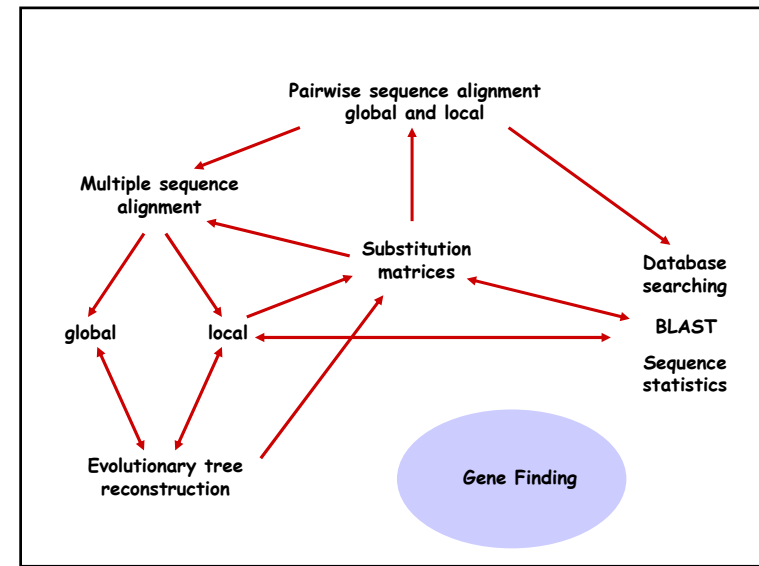 Pairwise sequence alignment
global and local
Multiple sequence
alignment
Substitution
matrices
Database
searching
BLAST
Sequence
statistics
global
local
Evolutionary tree
reconstruction
Gene Finding